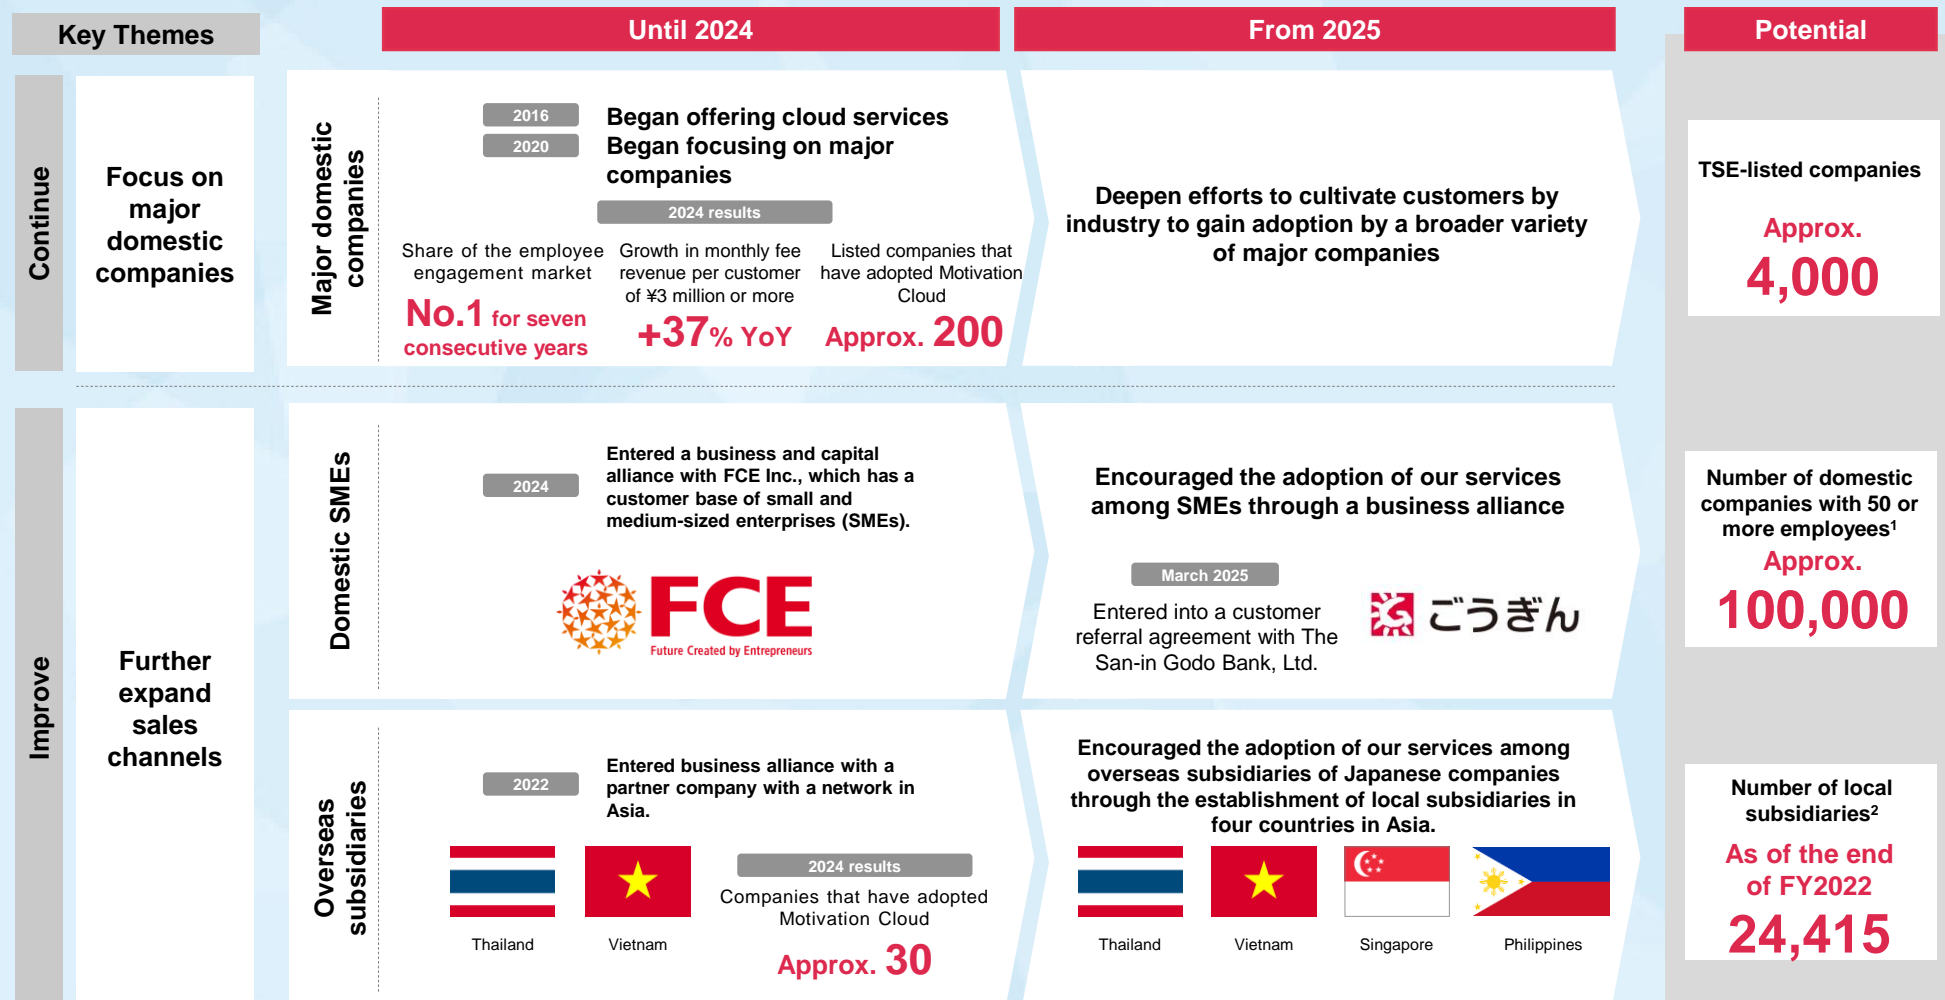 Key Themes
Until 2024
From 2025
Potential
Continue
Focus on
major
domestic
companies
Major domestic
companies
2016
Began offering cloud services
2020
Began focusing on major
companies
2024 results
Share of the employee
engagement market
No.1 for seven
consecutive years
Growth in monthly fee
revenue per customer
of ¥3 million or more
+37% YoY
Listed companies that
have adopted Motivation
Cloud
Approx. 200
Deepen efforts to cultivate customers by
industry to gain adoption by a broader variety
of major companies
TSE-listed companies
Approx.
4,000
Improve
Further
expand
sales
channels
Domestic SMEs
2024
Entered a business and capital
alliance with FCE Inc., which has a
customer base of small and
medium-sized enterprises (SMEs).
FCE
Future Created by Entrepreneurs
Encouraged the adoption of our services
among SMEs through a business alliance
March 2025
Entered into a customer
referral agreement with The
San-in Godo Bank, Ltd.
ごうぎん
Number of domestic
companies with 50 or
more employees¹
Approx.
100,000
Overseas
subsidiaries
2022
Entered business alliance with a
partner company with a network in
Asia.
Thailand
Vietnam
2024 results
Companies that have adopted
Motivation Cloud
Approx. 30
Encouraged the adoption of our services among
overseas subsidiaries of Japanese companies
through the establishment of local subsidiaries in
four countries in Asia.
Thailand
Vietnam
Singapore
Philippines
Number of local
subsidiaries²
As of the end
of FY2022
24,415